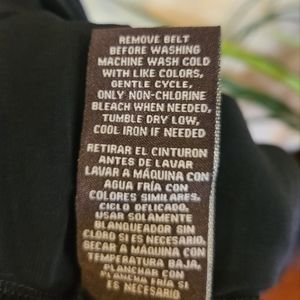 REMOVE BELT
BEFORE WASHING
MACHINE WASH COLD
WITH LIKE COLORS,
GENTLE CYCLE,
ONLY NON-CHLORINE
BLEACH WHEN NEEDED,
TUMBLE DRY LOW,
COOL IRON IF NEEDED
RETIRAR EL CINTURON
ANTES DE LAVAR
LAVAR A MÁQUINA CON
AGUA FRÍA CON
COLORES SIMILARES,
CICLO DELICADO,
USAR SOLAMENTE
BLANQUEADOR SIN
CLORO SI ES NECESARIO,
SECAR A MÁQUINA CON
TEMPERATURA BAJA,
PLANCHAR CON
PLANCHA FRÍA SI
ES NECESARIO